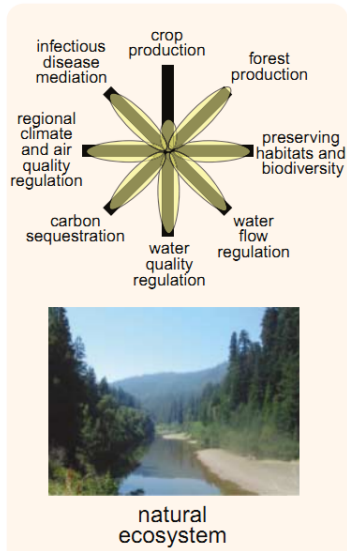 crop
production
infectious
disease
mediation
forest
production
regional
climate
and air
quality
regulation
preserving
habitats and
biodiversity
carbon
sequestration
water
flow
regulation
water
quality
regulation
natural
ecosystem